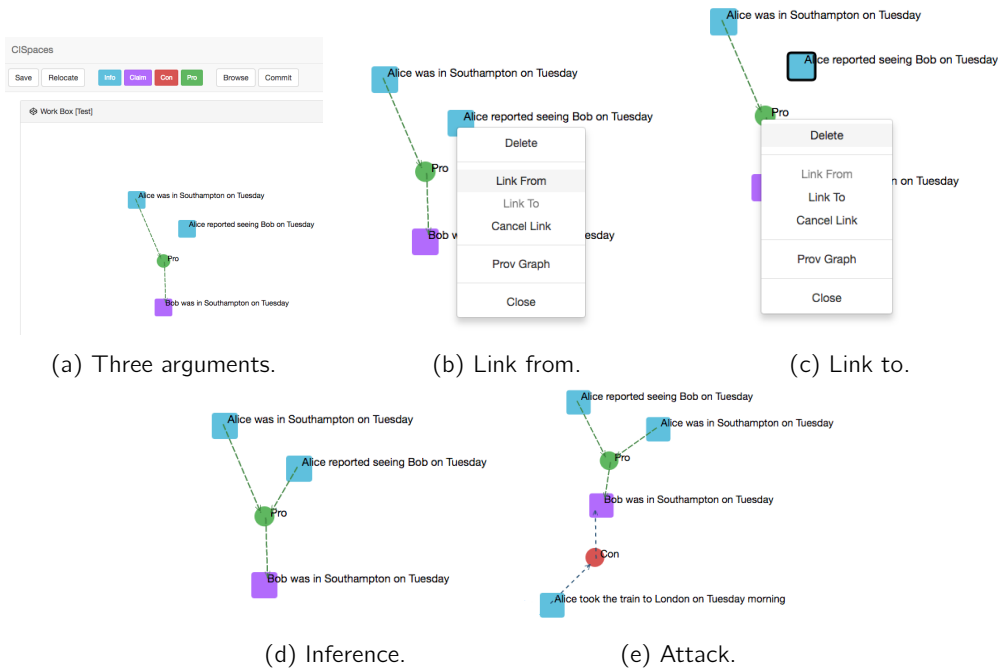 CISpaces
Save Relocate Info Claim Con Pro Browse Commit
Work Box [Test]
Alice was in Southampton on Tuesday
Alice reported seeing Bob on Tuesday
Pro
Bob was in Southampton on Tuesday
(a) Three arguments.
Alice was in Southampton on Tuesday
Alice reported seeing Bob on Tuesday
Delete
Pro
Link From
Link To
Cancel Link
Bob w
esday
Prov Graph
Close
(b) Link from.
Alice was in Southampton on Tuesday
Alice reported seeing Bob on Tuesday
Pro
Delete
Link From
n on Tuesday
Link To
Cancel Link
Prov Graph
Close
(c) Link to.
Alice was in Southampton on Tuesday
Alice reported seeing Bob on Tuesday
Pro
Bob was in Southampton on Tuesday
(d) Inference.
Alice reported seeing Bob on Tuesday
Alice was in Southampton on Tuesday
Pro
Bob was in Southampton on Tuesday
Con
Alice took the train to London on Tuesday morning
(e) Attack.